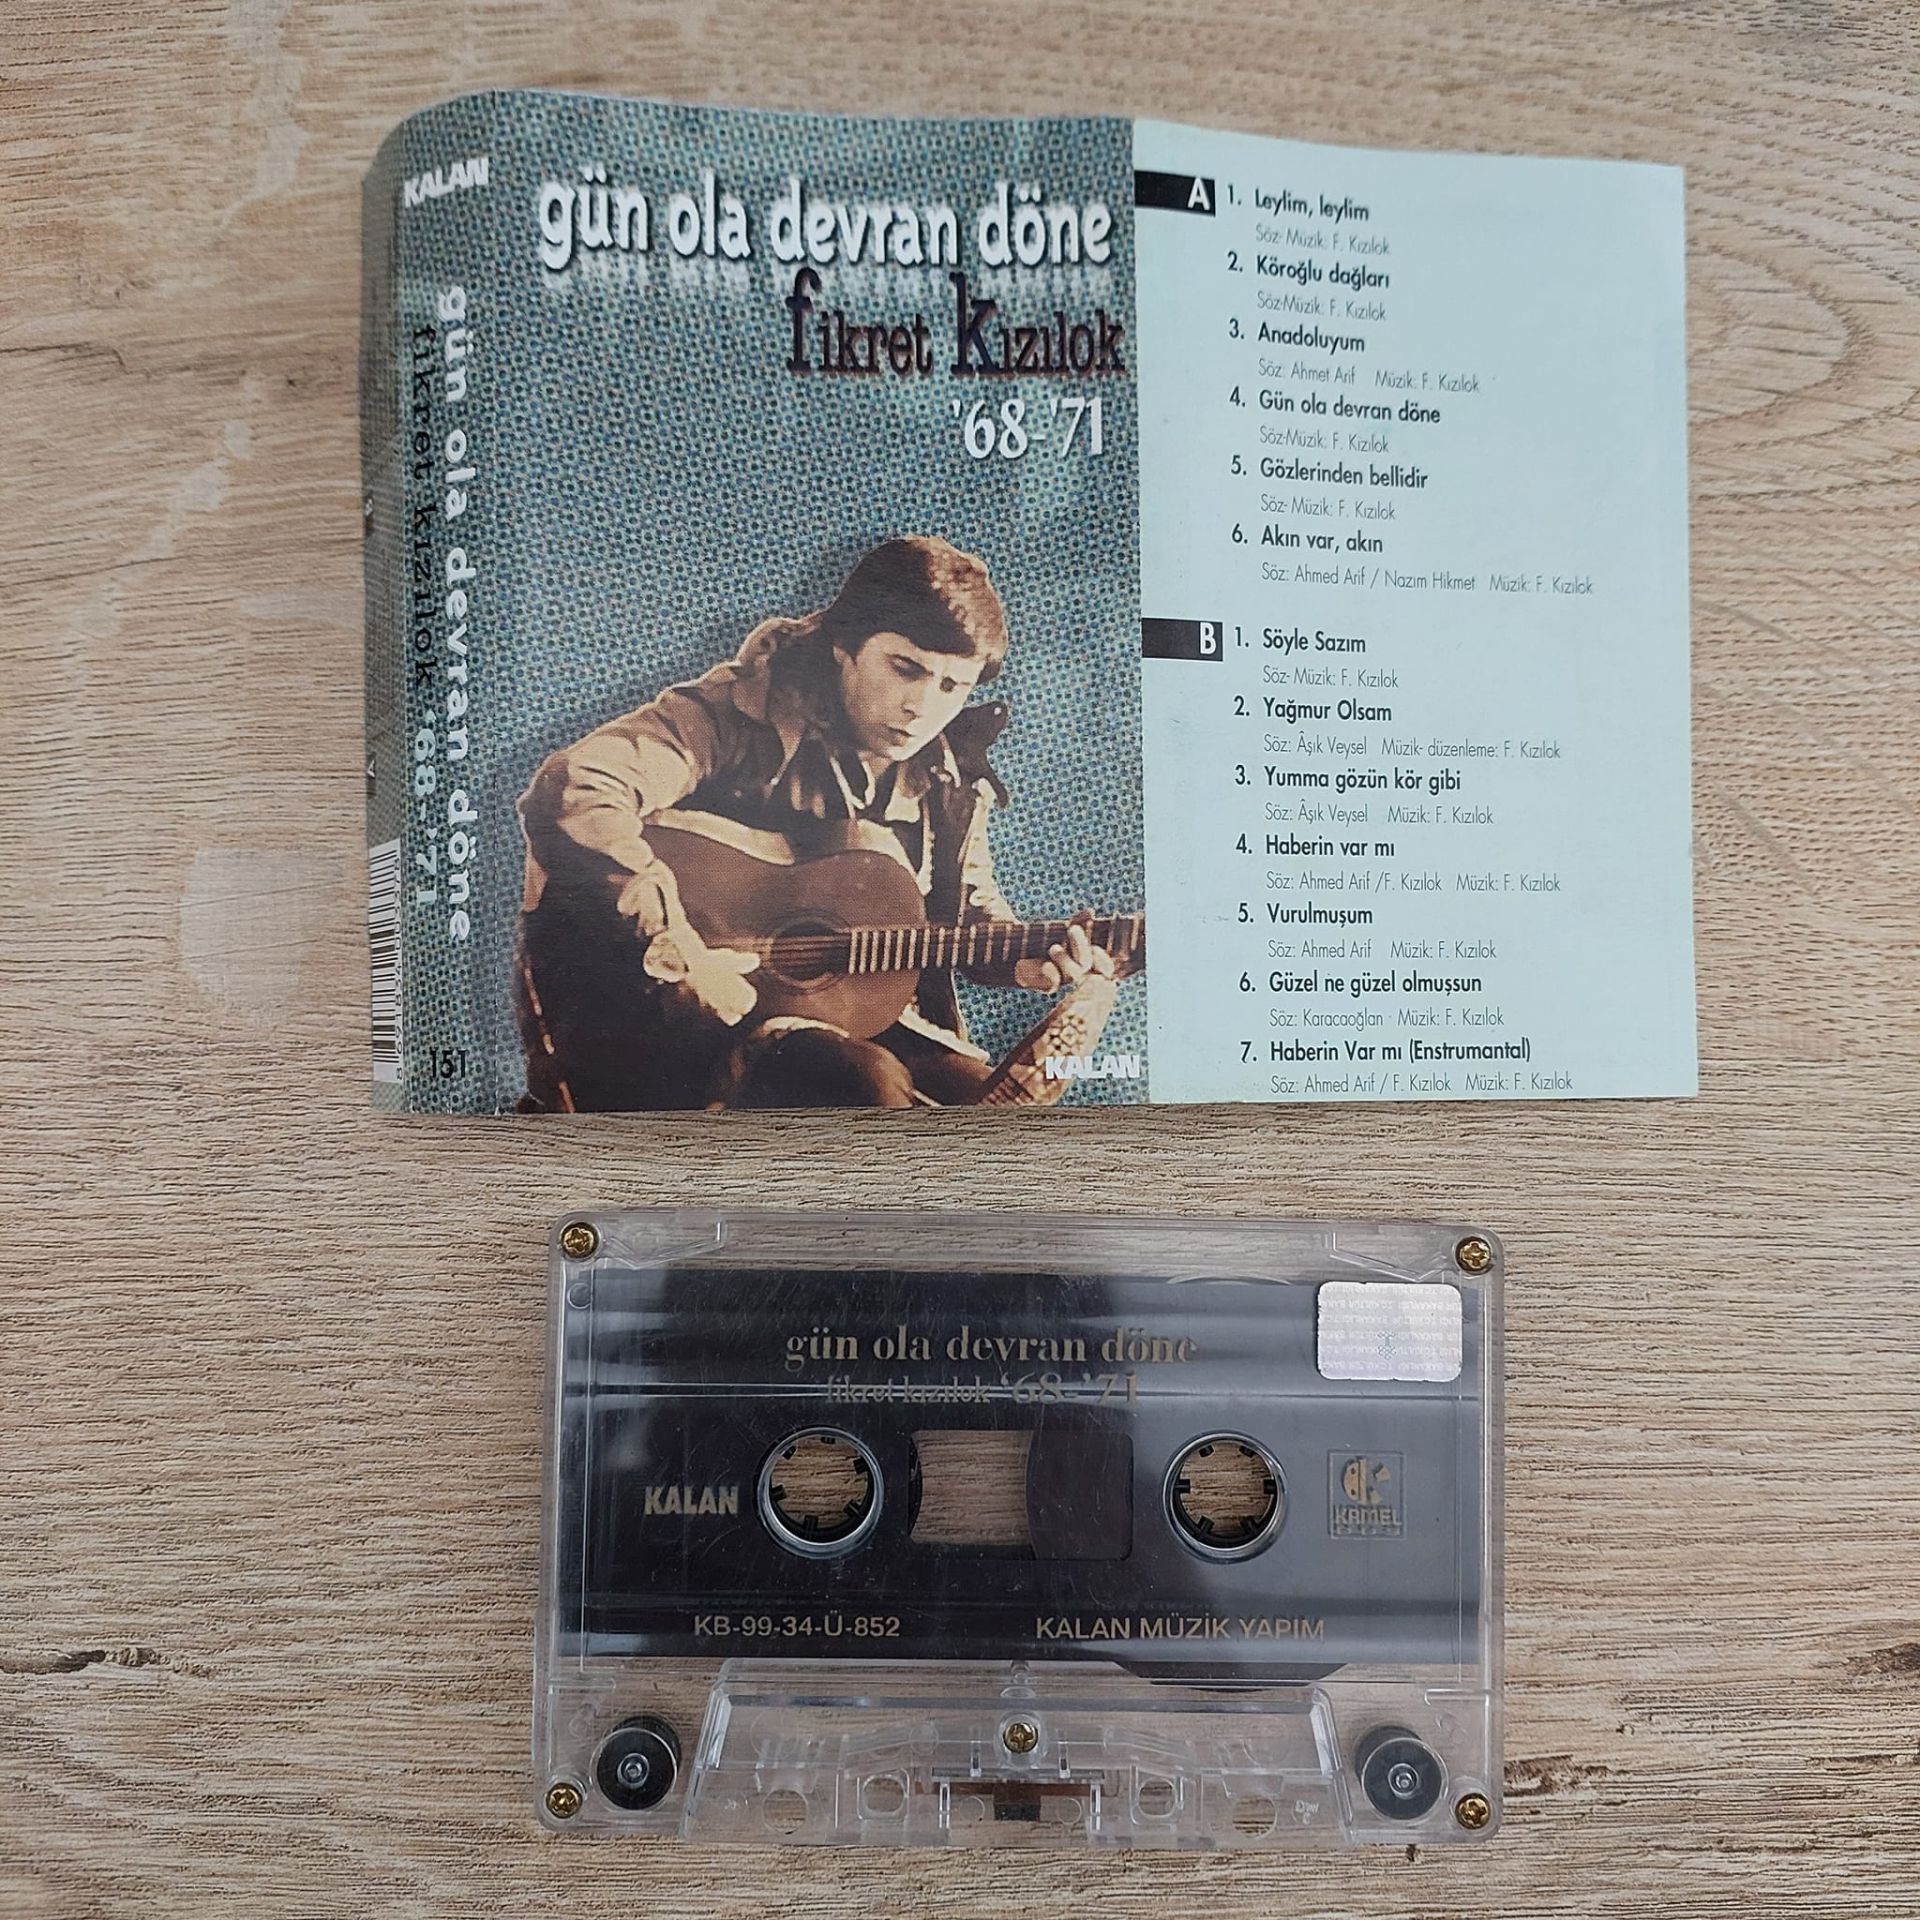 KALAN
gün ola devran döne
fikret kızılok '68-'71
151
gün ola devran döne
fikret Kızılok
'68-'71
KALAN
A
1. Leylim, leylim
Söz- Müzik: F. Kızılok
2. Köroğlu dağları
Söz-Müzik: F. Kızılok
3. Anadoluyum
Söz: Ahmet Arif Müzik: F. Kızılok
4. Gün ola devran döne
Söz-Müzik: F. Kızılok
5. Gözlerinden bellidir
Söz- Müzik: F. Kızılok
6. Akın var, akın
Söz: Ahmed Arif / Nazım Hikmet Müzik: F. Kızılok
B
1. Söyle Sazım
Söz- Müzik: F. Kızılok
2. Yağmur Olsam
Söz: Âşık Veysel Müzik- düzenleme: F. Kızılok
3. Yumma gözün kör gibi
Söz: Âşık Veysel Müzik: F. Kızılok
4. Haberin var mı
Söz: Ahmed Arif /F. Kızılok Müzik: F. Kızılok
5. Vurulmuşum
Söz: Ahmed Arif Müzik: F. Kızılok
6. Güzel ne güzel olmuşsun
Söz: Karacaoğlan Müzik: F. Kızılok
7. Haberin Var mı (Enstrumantal)
Söz: Ahmed Arif / F. Kızılok Müzik: F. Kızılok
gün ola devran döne
fikret kızılok '68-'71
KALAN
KAMEL
KB-99-34-Ü-852 KALAN MÜZİK YAPIM